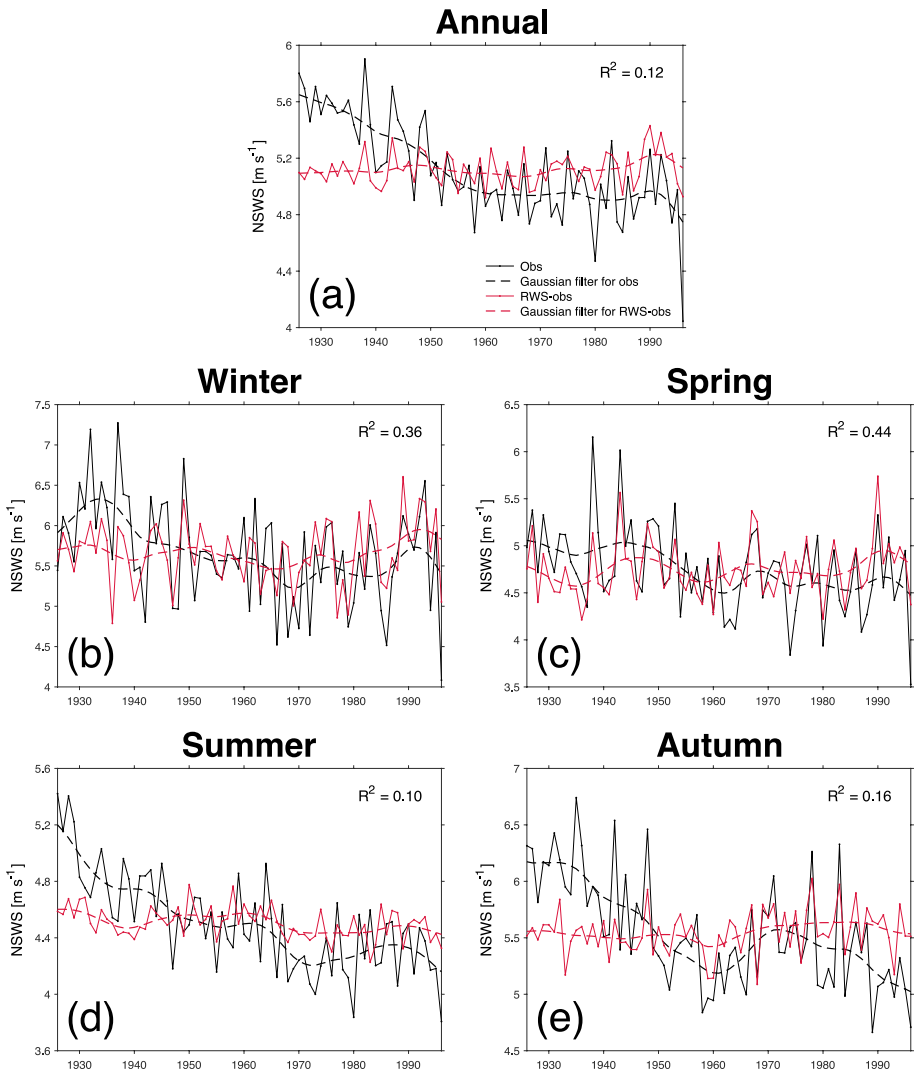 Annual
NSWS [m s⁻¹]
6
5.6
5.2
4.8
4.4
4
R² = 0.12
Obs
Gaussian filter for obs
RWS-obs
Gaussian filter for RWS-obs
(a)
1930 1940 1950 1960 1970 1980 1990
Winter
NSWS [m s⁻¹]
7.5
7
6.5
6
5.5
5
4.5
4
R² = 0.36
(b)
1930 1940 1950 1960 1970 1980 1990
Spring
NSWS [m s⁻¹]
6.5
6
5.5
5
4.5
4
3.5
R² = 0.44
(c)
1930 1940 1950 1960 1970 1980 1990
Summer
NSWS [m s⁻¹]
5.6
5.2
4.8
4.4
4
3.6
R² = 0.10
(d)
1930 1940 1950 1960 1970 1980 1990
Autumn
NSWS [m s⁻¹]
7
6.5
6
5.5
5
4.5
R² = 0.16
(e)
1930 1940 1950 1960 1970 1980 1990